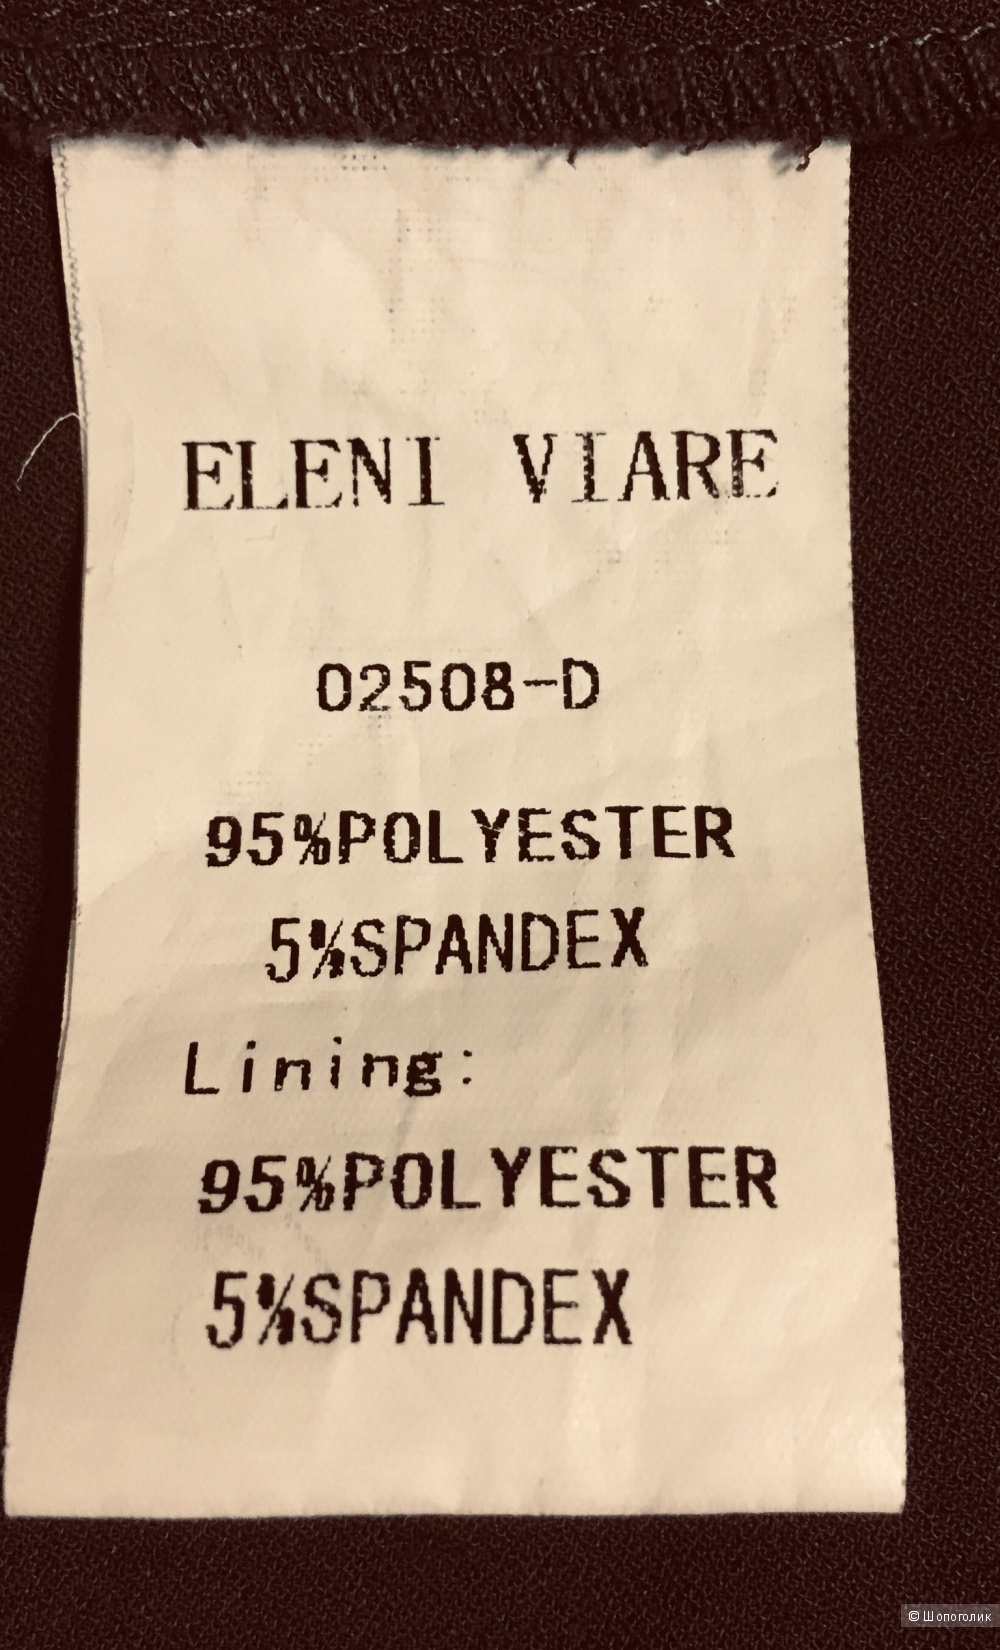 ELENI VIARE
02508-D
95%POLYESTER
5%SPANDEX
Lining:
95%POLYESTER
5%SPANDEX
© Шопоголик